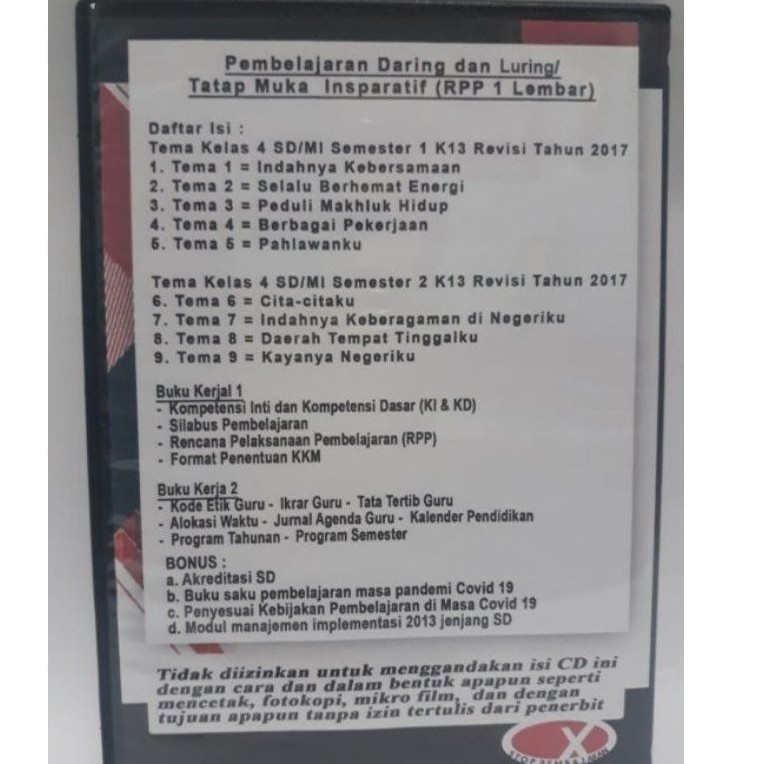 Pembelajaran Daring dan Luring/
Tatap Muka Insparatif (RPP 1 Lembar)
Daftar Isi :
Tema Kelas 4 SD/MI Semester 1 K13 Revisi Tahun 2017
1. Tema 1 = Indahnya Kebersamaan
2. Tema 2 = Selalu Berhemat Energi
3. Tema 3 = Peduli Makhluk Hidup
4. Tema 4 = Berbagai Pekerjaan
5. Tema 5 = Pahlawanku
Tema Kelas 4 SD/MI Semester 2 K13 Revisi Tahun 2017
6. Tema 6 = Cita-citaku
7. Tema 7 = Indahnya Keberagaman di Negeriku
8. Tema 8 = Daerah Tempat Tinggalku
9. Tema 9 = Kayanya Negeriku
Buku Kerjal 1
- Kompetensi Inti dan Kompetensi Dasar (KI & KD)
- Silabus Pembelajaran
- Rencana Pelaksanaan Pembelajaran (RPP)
- Format Penentuan KKM
Buku Kerja 2
- Kode Etik Guru - Ikrar Guru - Tata Tertib Guru
- Alokasi Waktu - Jurnal Agenda Guru - Kalender Pendidikan
- Program Tahunan - Program Semester
BONUS :
a. Akreditasi SD
b. Buku saku pembelajaran masa pandemi Covid 19
c. Penyesuai Kebijakan Pembelajaran di Masa Covid 19
d. Modul manajemen implementasi 2013 jenjang SD
Tidak diizinkan untuk menggandakan isi CD ini
dengan cara dan dalam bentuk apapun seperti
mencetak, fotokopi, mikro film, dan dengan
tujuan apapun tanpa izin tertulis dari penerbit
X
STOP